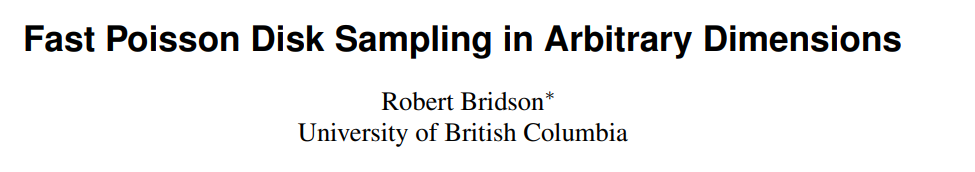 Fast Poisson Disk Sampling in Arbitrary Dimensions
Robert Bridson*
University of British Columbia